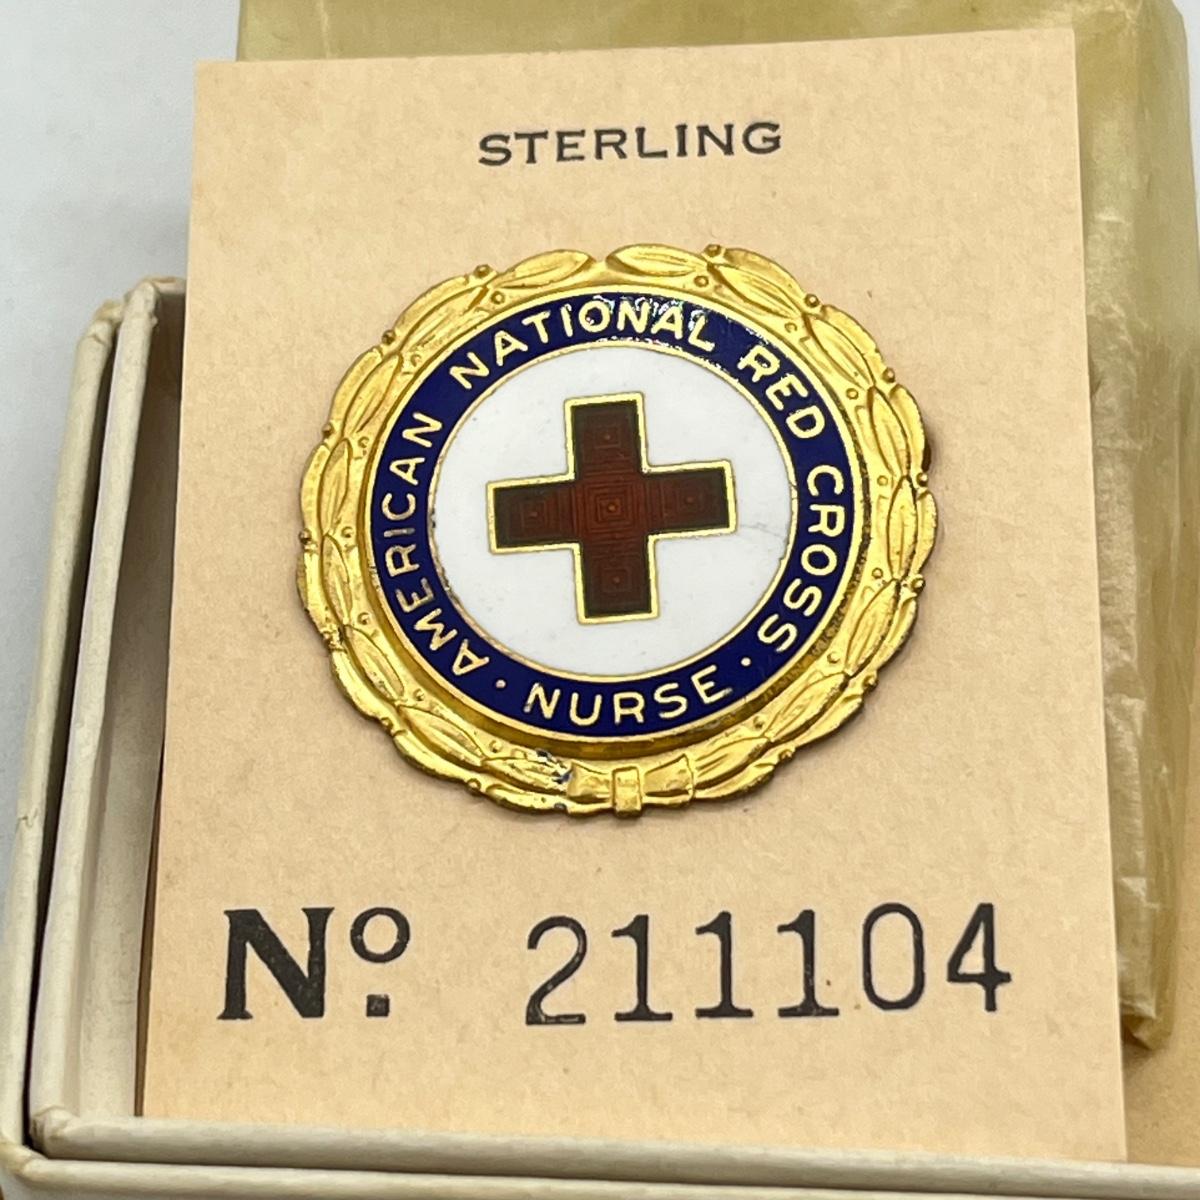 STERLING
AMERICAN NATIONAL RED CROSS
· NURSE ·
Nº 211104